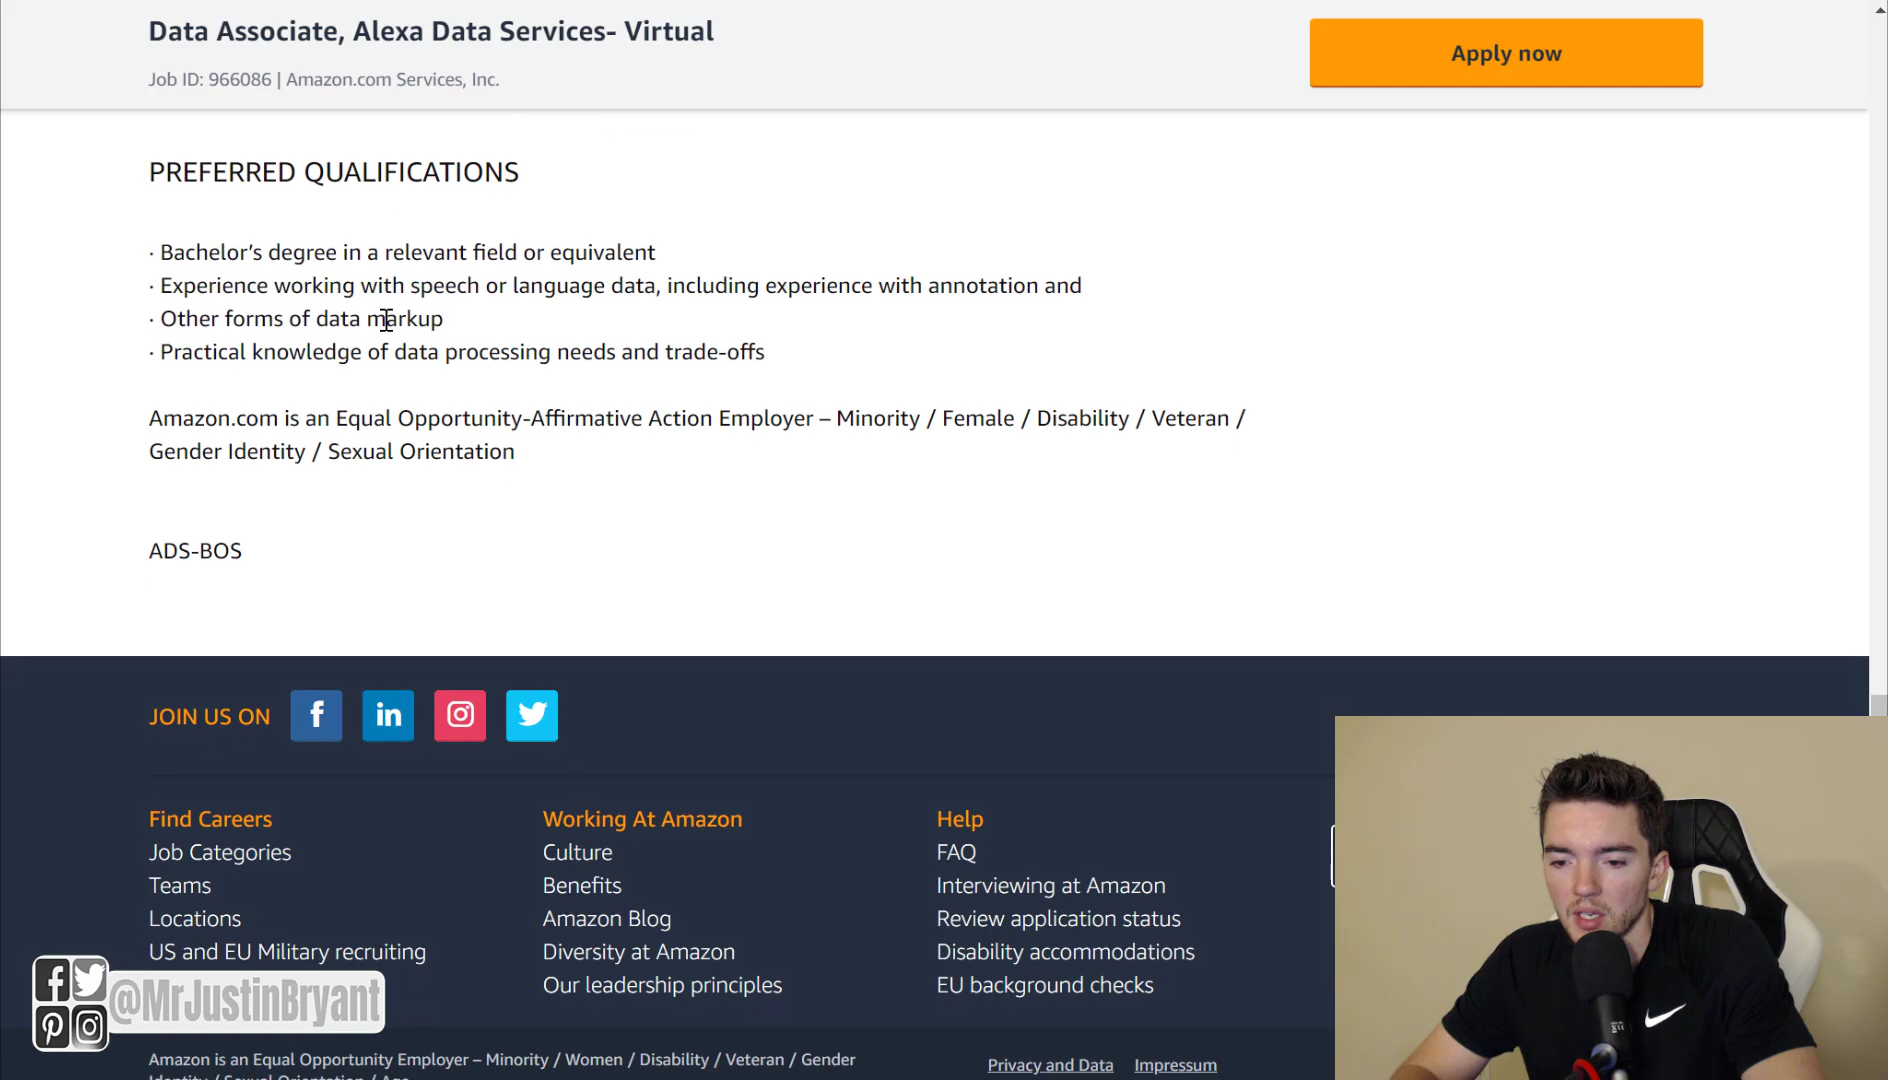 Data Associate, Alexa Data Services- Virtual
Job ID: 966086 | Amazon.com Services, Inc.
Apply now
PREFERRED QUALIFICATIONS
· Bachelor’s degree in a relevant field or equivalent
· Experience working with speech or language data, including experience with annotation and
· Other forms of data markup
· Practical knowledge of data processing needs and trade-offs
Amazon.com is an Equal Opportunity-Affirmative Action Employer – Minority / Female / Disability / Veteran /
Gender Identity / Sexual Orientation
ADS-BOS
JOIN US ON
Find Careers
Job Categories
Teams
Locations
US and EU Military recruiting
Working At Amazon
Culture
Benefits
Amazon Blog
Diversity at Amazon
Our leadership principles
Help
FAQ
Interviewing at Amazon
Review application status
Disability accommodations
EU background checks
@MrJustinBryant
Amazon is an Equal Opportunity Employer – Minority / Women / Disability / Veteran / Gender
Identity / Sexual Orientation / Age
Privacy and Data
Impressum